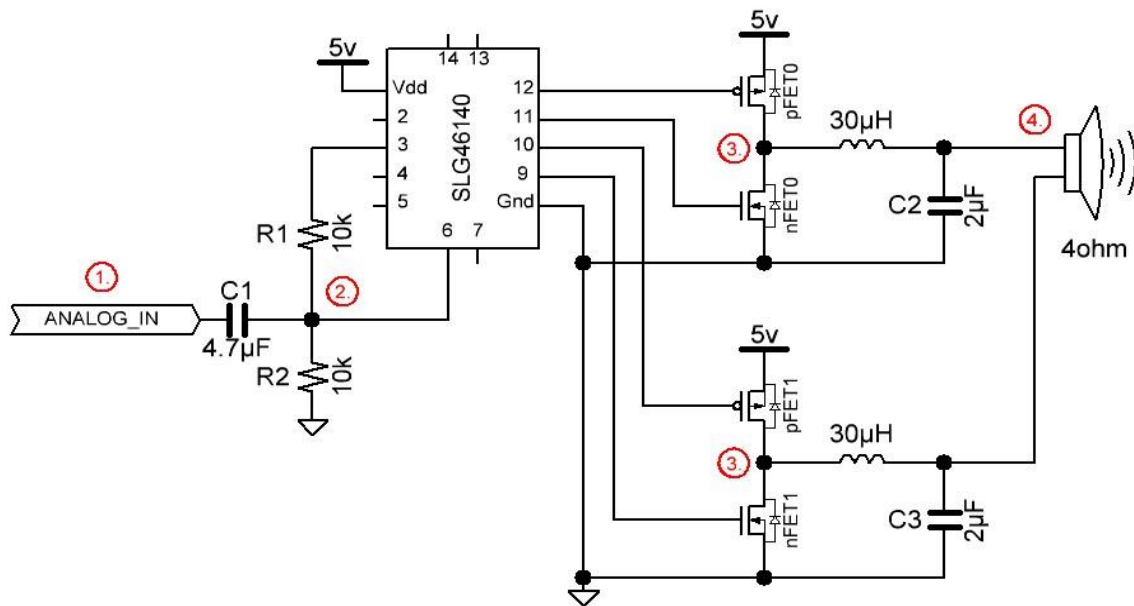 5v
14
13
Vdd
2
3
4
5
SLG46140
12
11
10
9
Gnd
6
7
5v
pFET0
3.
nFET0
30µH
C2
2µF
4.
4ohm
R1
10k
1.
ANALOG_IN
C1
4.7µF
2.
R2
10k
5v
pFET1
3.
nFET1
30µH
C3
2µF